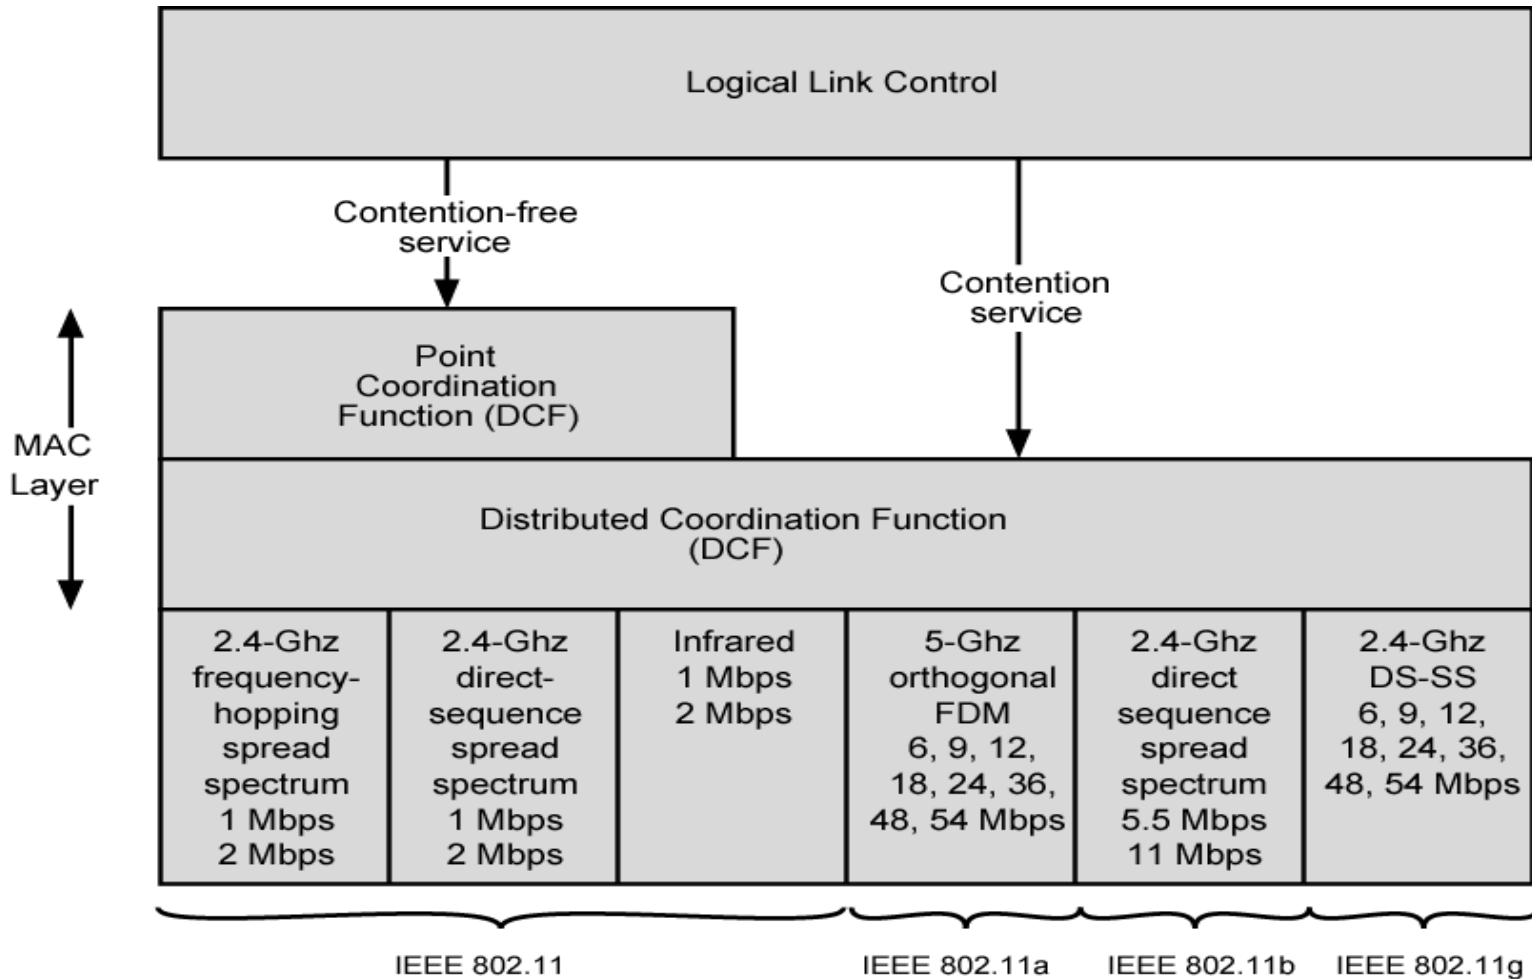 Logical Link Control
Contention-free
service
Contention
service
Point
Coordination
Function (DCF)
MAC
Layer
Distributed Coordination Function
(DCF)
2.4-Ghz
frequency-
hopping
spread
spectrum
1 Mbps
2 Mbps
2.4-Ghz
direct-
sequence
spread
spectrum
1 Mbps
2 Mbps
Infrared
1 Mbps
2 Mbps
5-Ghz
orthogonal
FDM
6, 9, 12,
18, 24, 36,
48, 54 Mbps
2.4-Ghz
direct
sequence
spread
spectrum
5.5 Mbps
11 Mbps
2.4-Ghz
DS-SS
6, 9, 12,
18, 24, 36,
48, 54 Mbps
IEEE 802.11
IEEE 802.11a
IEEE 802.11b
IEEE 802.11g